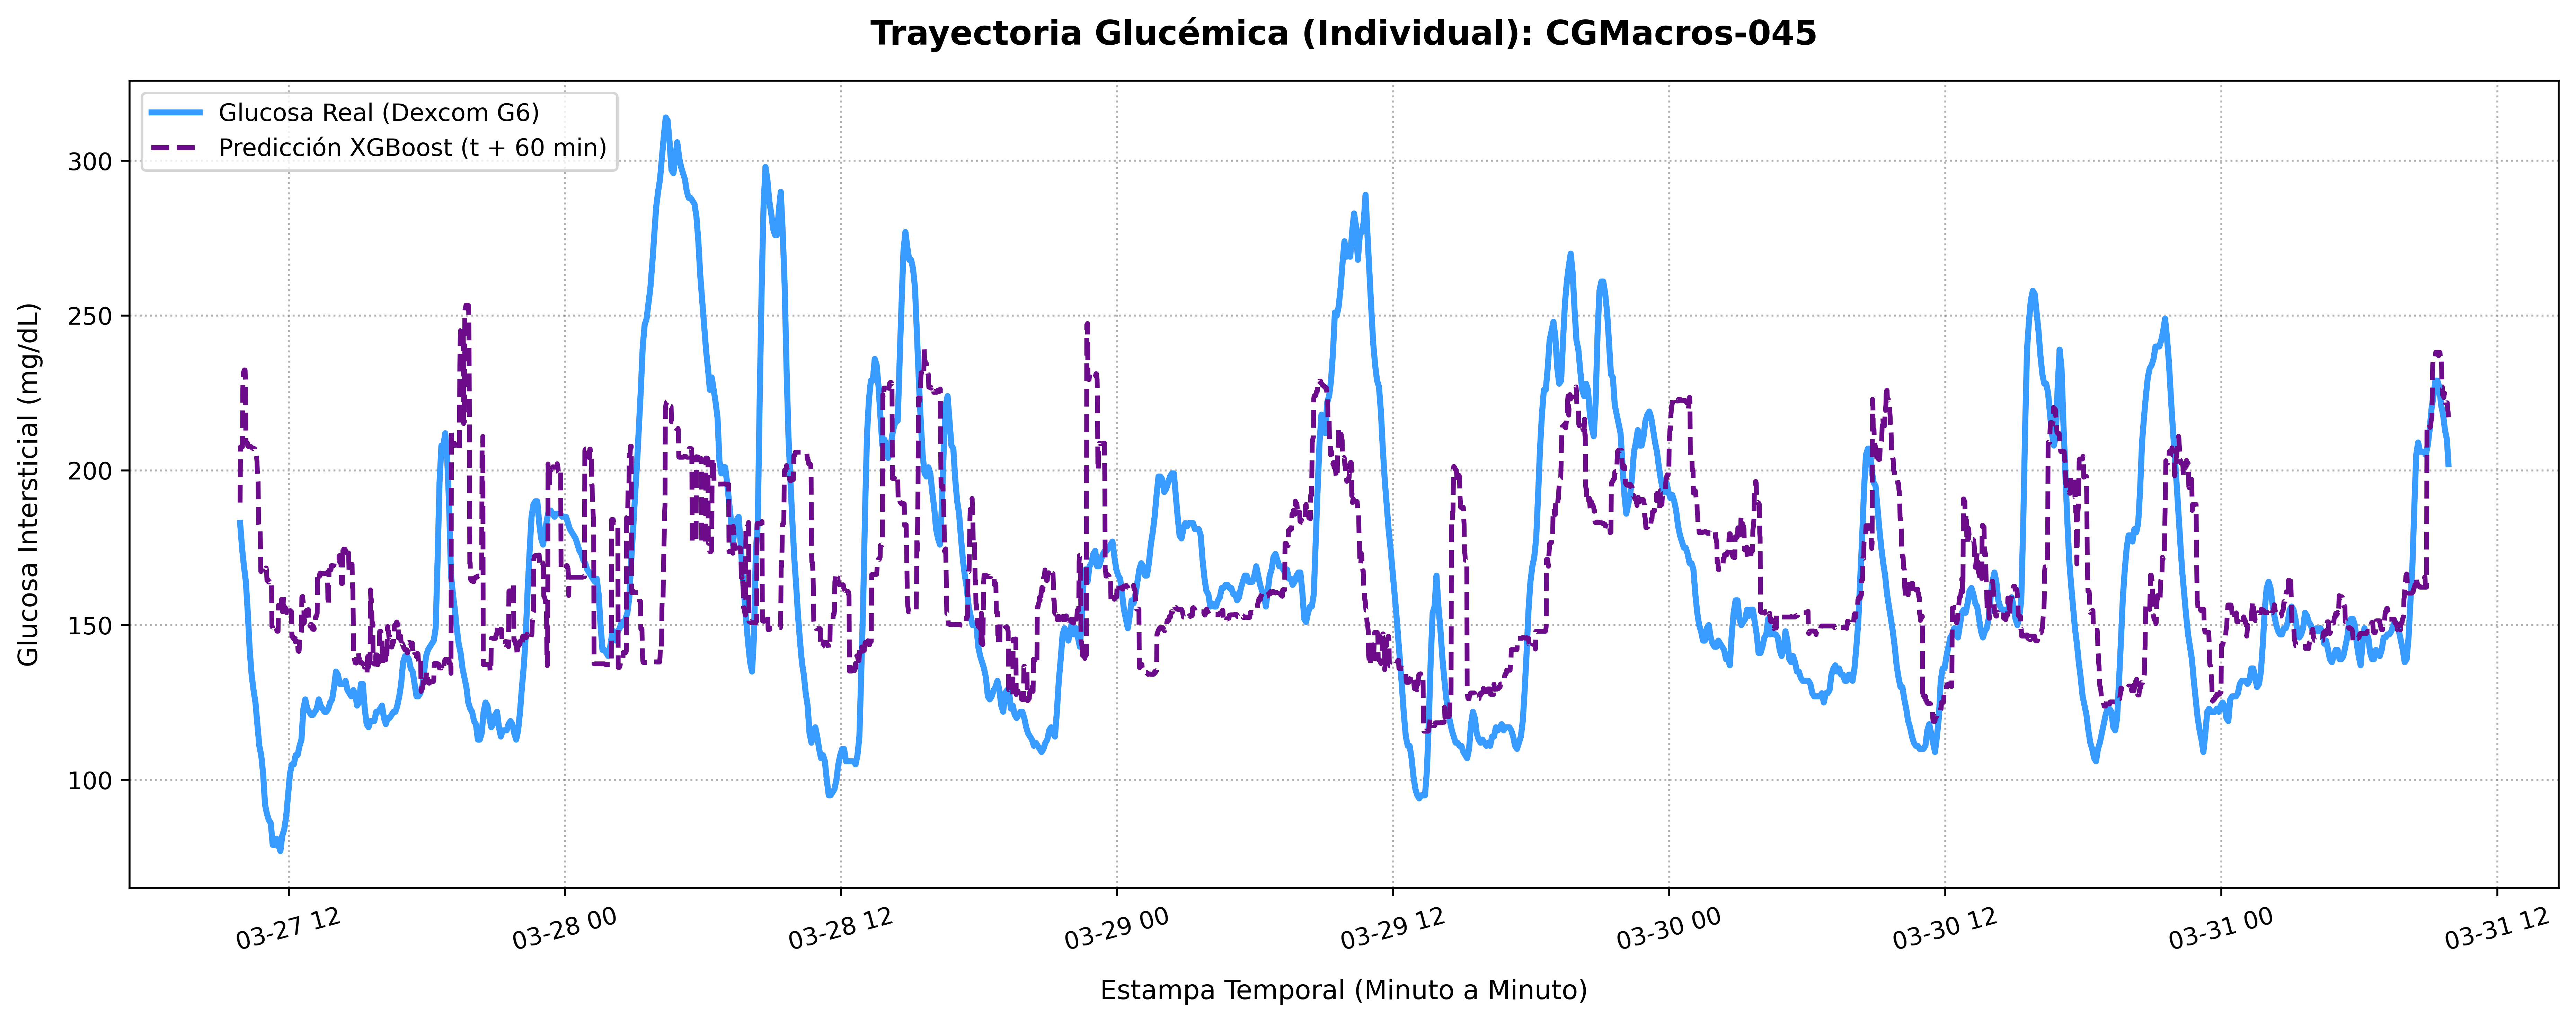 Trayectoria Glucémica (Individual): CGMacros-045
Glucosa Real (Dexcom G6)
Predicción XGBoost (t + 60 min)
Glucosa Intersticial (mg/dL)
300
250
200
150
100
03-27 12
03-28 00
03-28 12
03-29 00
03-29 12
03-30 00
03-30 12
03-31 00
03-31 12
Estampa Temporal (Minuto a Minuto)